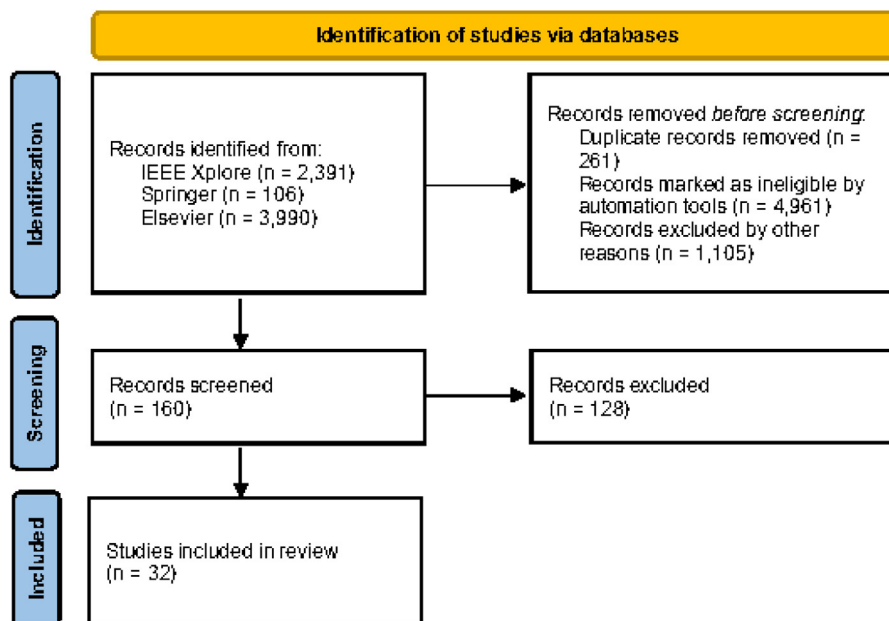 Identification of studies via databases
Identification
Records identified from:
IEEE Xplore (n = 2,391)
Springer (n = 106)
Elsevier (n = 3,990)
Records removed before screening:
Duplicate records removed (n =
261)
Records marked as ineligible by
automation tools (n = 4,961)
Records excluded by other
reasons (n = 1,105)
Screening
Records screened
(n = 160)
Records excluded
(n = 128)
Included
Studies included in review
(n = 32)